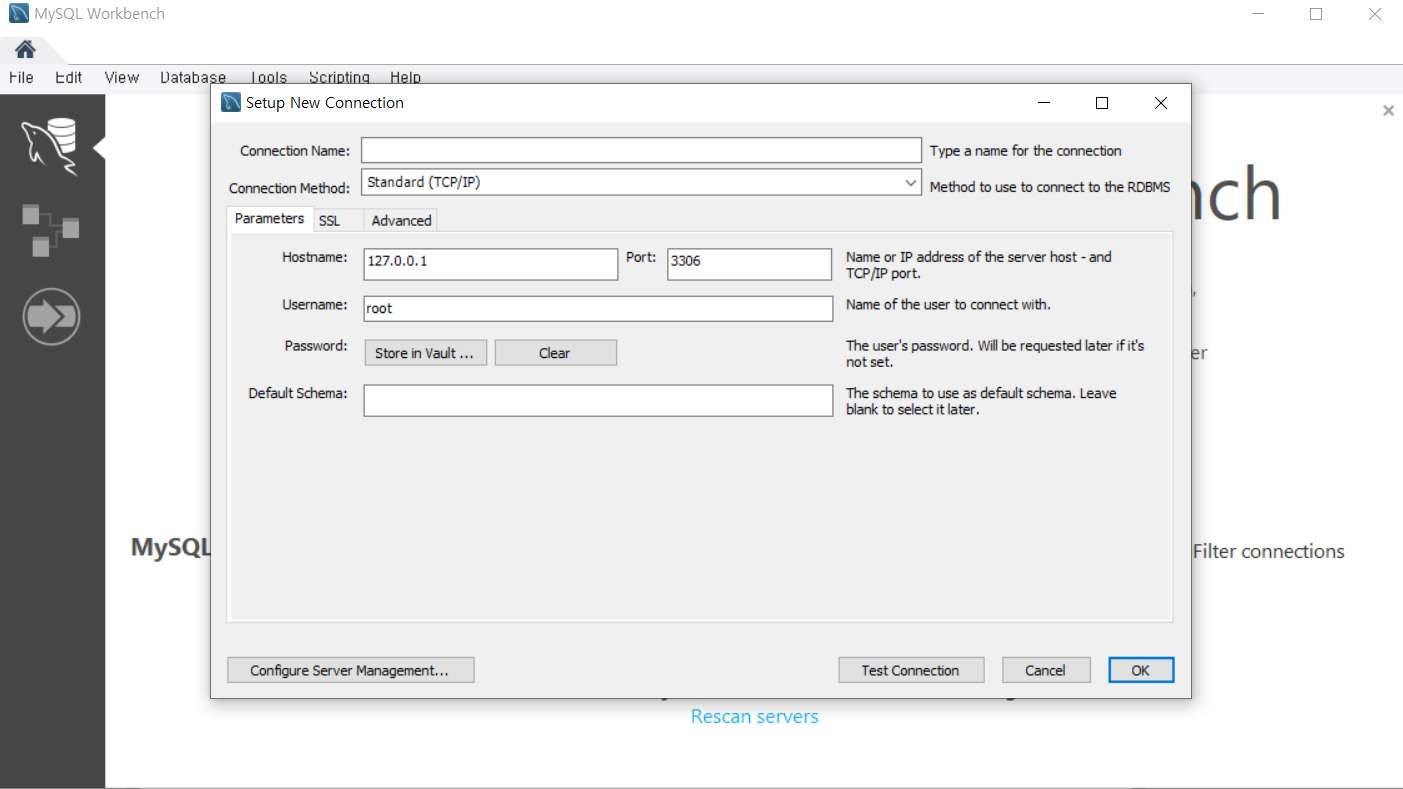 MySQL Workbench
File Edit View Database Tools Scripting Help
Setup New Connection
Connection Name: Type a name for the connection
Connection Method: Standard (TCP/IP) Method to use to connect to the RDBMS
Parameters SSL Advanced
Hostname: 127.0.0.1 Port: 3306 Name or IP address of the server host - and
TCP/IP port.
Username: root Name of the user to connect with.
Password: Store in Vault ... Clear The user's password. Will be requested later if it's
not set.
Default Schema: The schema to use as default schema. Leave
blank to select it later.
nch
er
MySQL
Filter connections
Configure Server Management... Test Connection Cancel OK
Rescan servers